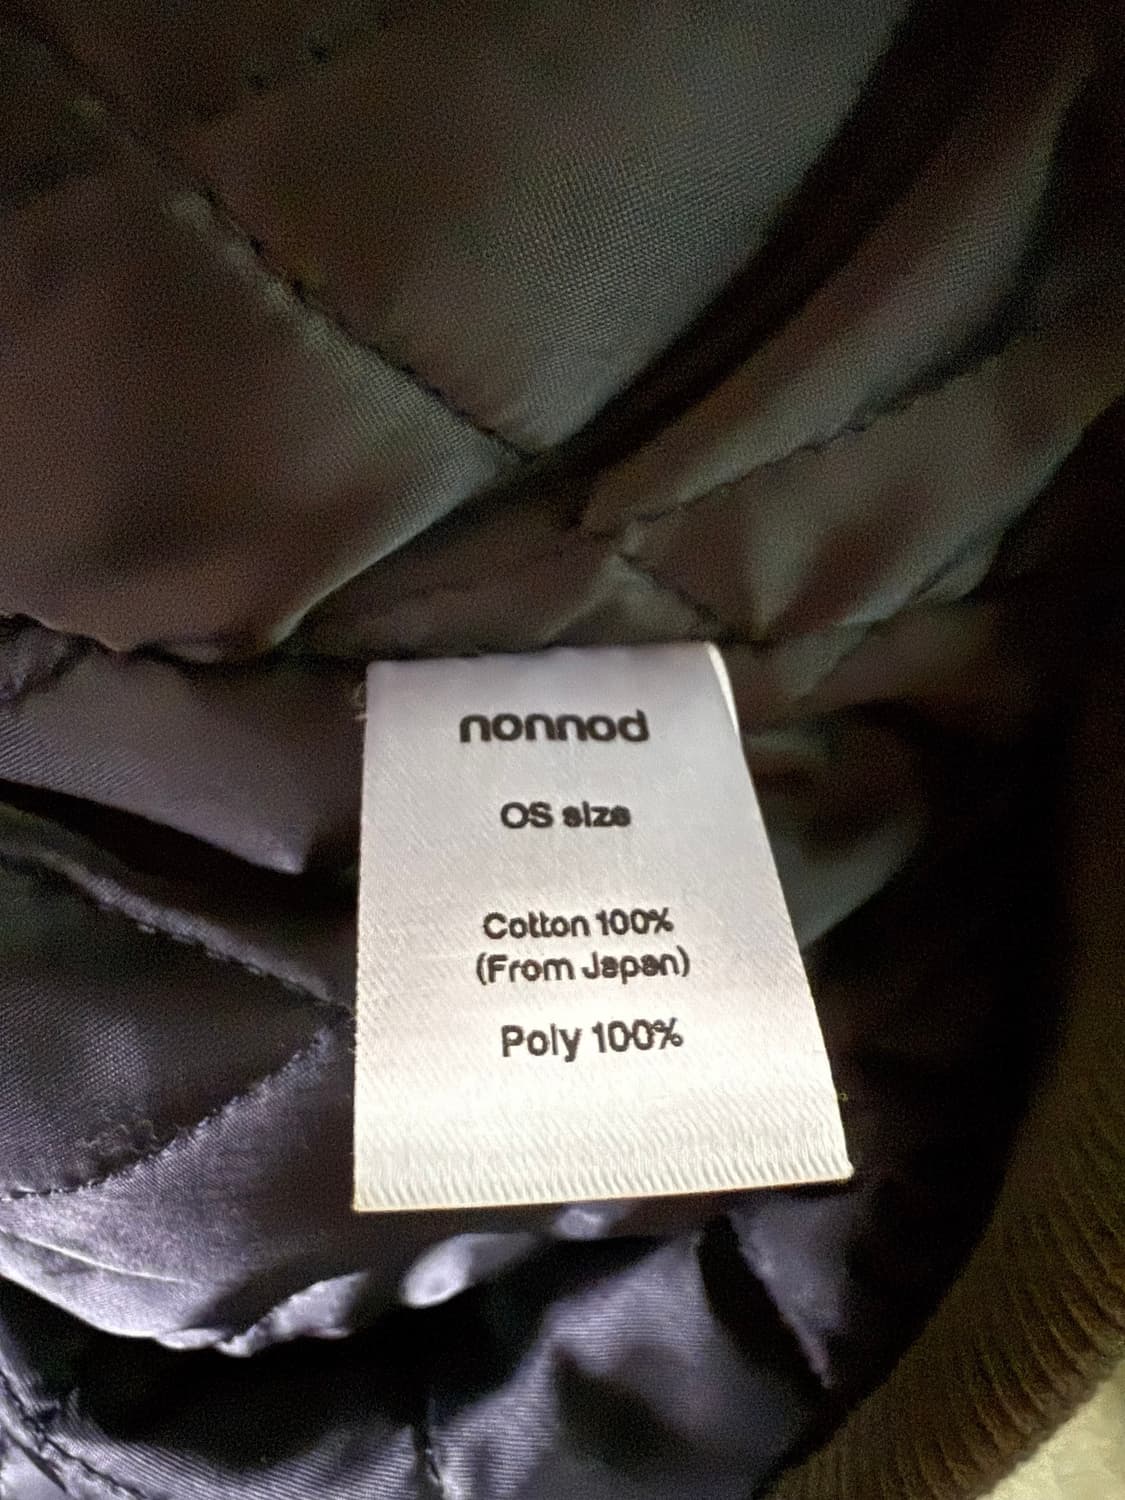 nonnod
OS size
Cotton 100%
(From Japan)
Poly 100%